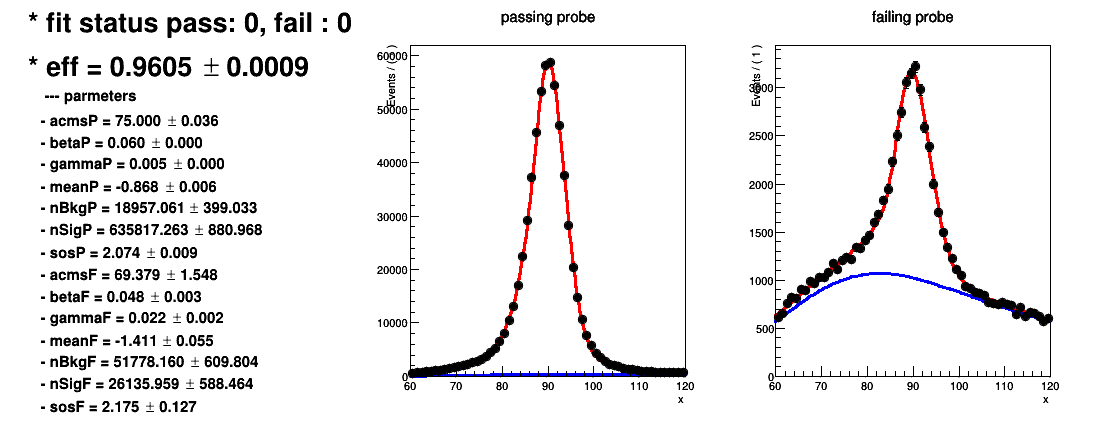 * fit status pass: 0, fail : 0
* eff = 0.9605 ± 0.0009
--- parmeters
- acmsP = 75.000 ± 0.036
- betaP = 0.060 ± 0.000
- gammaP = 0.005 ± 0.000
- meanP = -0.868 ± 0.006
- nBkgP = 18957.061 ± 399.033
- nSigP = 635817.263 ± 880.968
- sosP = 2.074 ± 0.009
- acmsF = 69.379 ± 1.548
- betaF = 0.048 ± 0.003
- gammaF = 0.022 ± 0.002
- meanF = -1.411 ± 0.055
- nBkgF = 51778.160 ± 609.804
- nSigF = 26135.959 ± 588.464
- sosF = 2.175 ± 0.127
passing probe
Events / ( 1 )
60000
50000
40000
30000
20000
10000
0
60 70 80 90 100 110 120
x
failing probe
Events / ( 1 )
3000
2500
2000
1500
1000
500
0
60 70 80 90 100 110 120
x